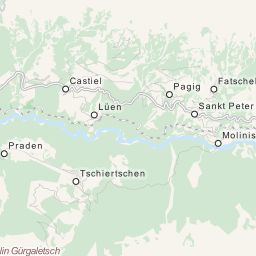 Castiel
Pagig
Fatschel
Lüen
Sankt Peter
Molinis
Praden
Tschiertschen
lin Gürgaletsch